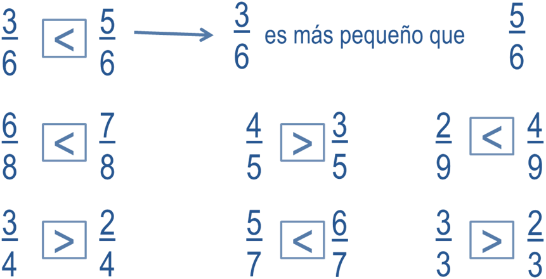 3/6 < 5/6 → 3/6 es más pequeño que 5/6
6/8 < 7/8 4/5 > 3/5 2/9 < 4/9
3/4 > 2/4 5/7 < 6/7 3/3 > 2/3